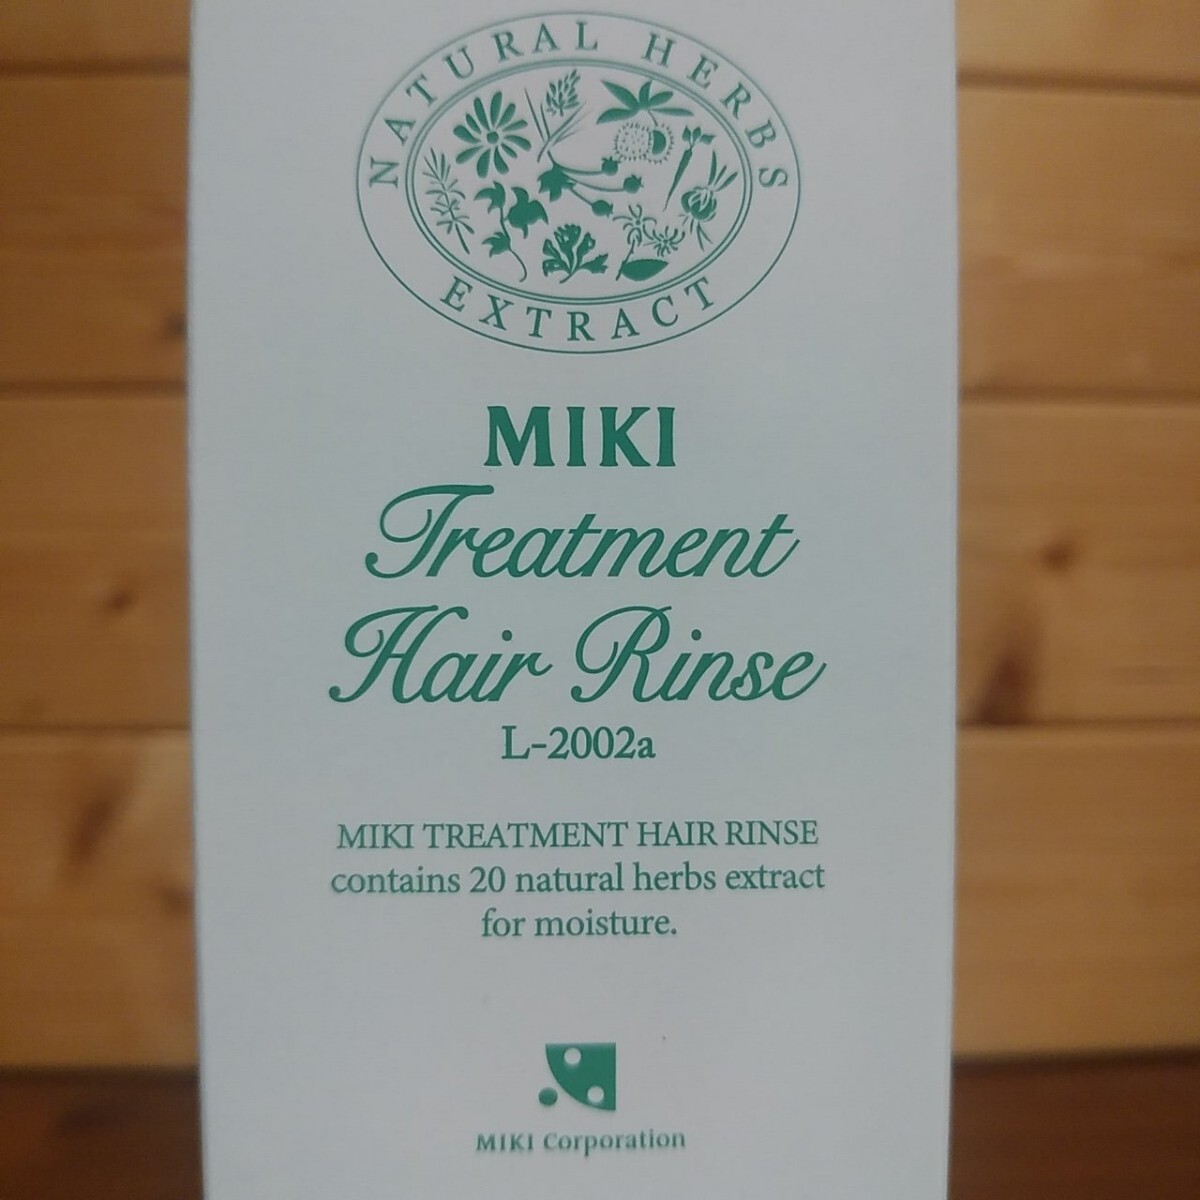 NATURAL HERBS
EXTRACT
MIKI
Treatment
Hair Rinse
L-2002a
MIKI TREATMENT HAIR RINSE
contains 20 natural herbs extract
for moisture.
MIKI Corporation